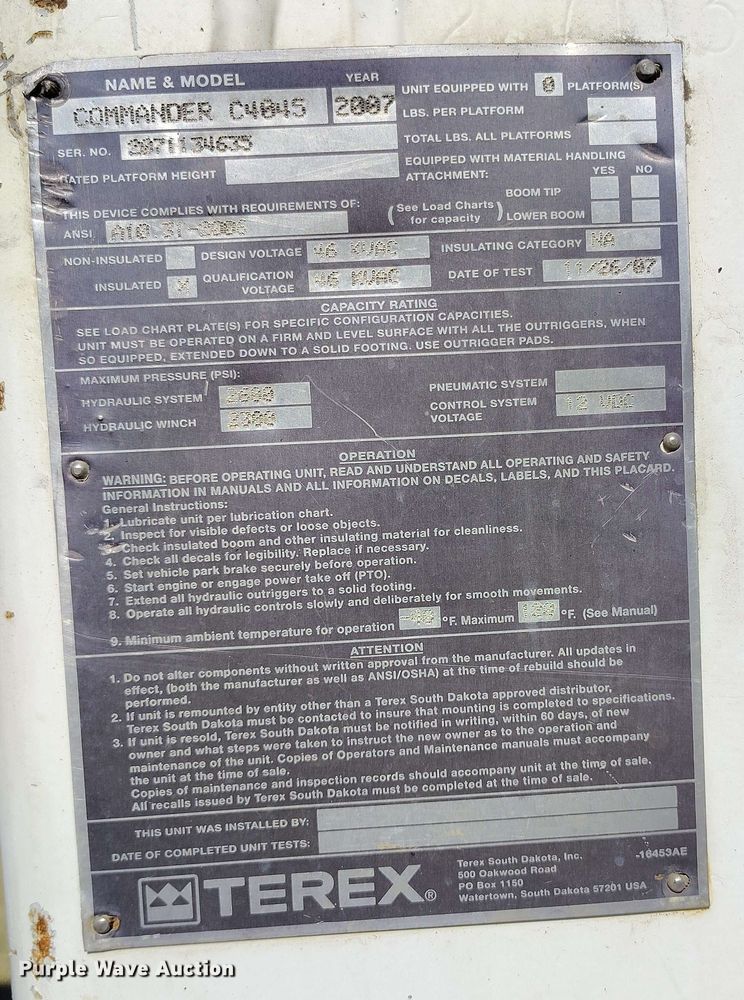 NAME & MODEL YEAR
COMMANDER C4045 2007
UNIT EQUIPPED WITH 0 PLATFORM(S)
LBS. PER PLATFORM
TOTAL LBS. ALL PLATFORMS
SER. NO. 2071134635
RATED PLATFORM HEIGHT
EQUIPPED WITH MATERIAL HANDLING
ATTACHMENT: YES NO
BOOM TIP
LOWER BOOM
(See Load Charts
for capacity)
THIS DEVICE COMPLIES WITH REQUIREMENTS OF:
ANSI A10.31-2006
NON-INSULATED DESIGN VOLTAGE 46 KVAC INSULATING CATEGORY NA
INSULATED X QUALIFICATION VOLTAGE 46 KVAC DATE OF TEST 11/26/07
CAPACITY RATING
SEE LOAD CHART PLATE(S) FOR SPECIFIC CONFIGURATION CAPACITIES.
UNIT MUST BE OPERATED ON A FIRM AND LEVEL SURFACE WITH ALL THE OUTRIGGERS, WHEN
SO EQUIPPED, EXTENDED DOWN TO A SOLID FOOTING. USE OUTRIGGER PADS.
MAXIMUM PRESSURE (PSI):
HYDRAULIC SYSTEM 2800
HYDRAULIC WINCH 2300
PNEUMATIC SYSTEM
CONTROL SYSTEM VOLTAGE 12 VDC
OPERATION
WARNING: BEFORE OPERATING UNIT, READ AND UNDERSTAND ALL OPERATING AND SAFETY
INFORMATION IN MANUALS AND ALL INFORMATION ON DECALS, LABELS, AND THIS PLACARD.
General Instructions:
1. Lubricate unit per lubrication chart.
2. Inspect for visible defects or loose objects.
3. Check insulated boom and other insulating material for cleanliness.
4. Check all decals for legibility. Replace if necessary.
5. Set vehicle park brake securely before operation.
6. Start engine or engage power take off (PTO).
7. Extend all hydraulic outriggers to a solid footing.
8. Operate all hydraulic controls slowly and deliberately for smooth movements.
9. Minimum ambient temperature for operation -40 °F. Maximum °F. (See Manual)
ATTENTION
1. Do not alter components without written approval from the manufacturer. All updates in
effect, (both the manufacturer as well as ANSI/OSHA) at the time of rebuild should be
performed.
2. If unit is remounted by entity other than a Terex South Dakota approved distributor,
Terex South Dakota must be contacted to insure that mounting is completed to specifications.
3. If unit is resold, Terex South Dakota must be notified in writing, within 60 days, of new
owner and what steps were taken to instruct the new owner as to the operation and
maintenance of the unit. Copies of Operators and Maintenance manuals must accompany
the unit at the time of sale.
Copies of maintenance and inspection records should accompany unit at the time of sale.
All recalls issued by Terex South Dakota must be completed at the time of sale.
THIS UNIT WAS INSTALLED BY:
DATE OF COMPLETED UNIT TESTS:
TEREX®
Terex South Dakota, Inc.
500 Oakwood Road
PO Box 1150
Watertown, South Dakota 57201 USA
-16453AE
Purple Wave Auction